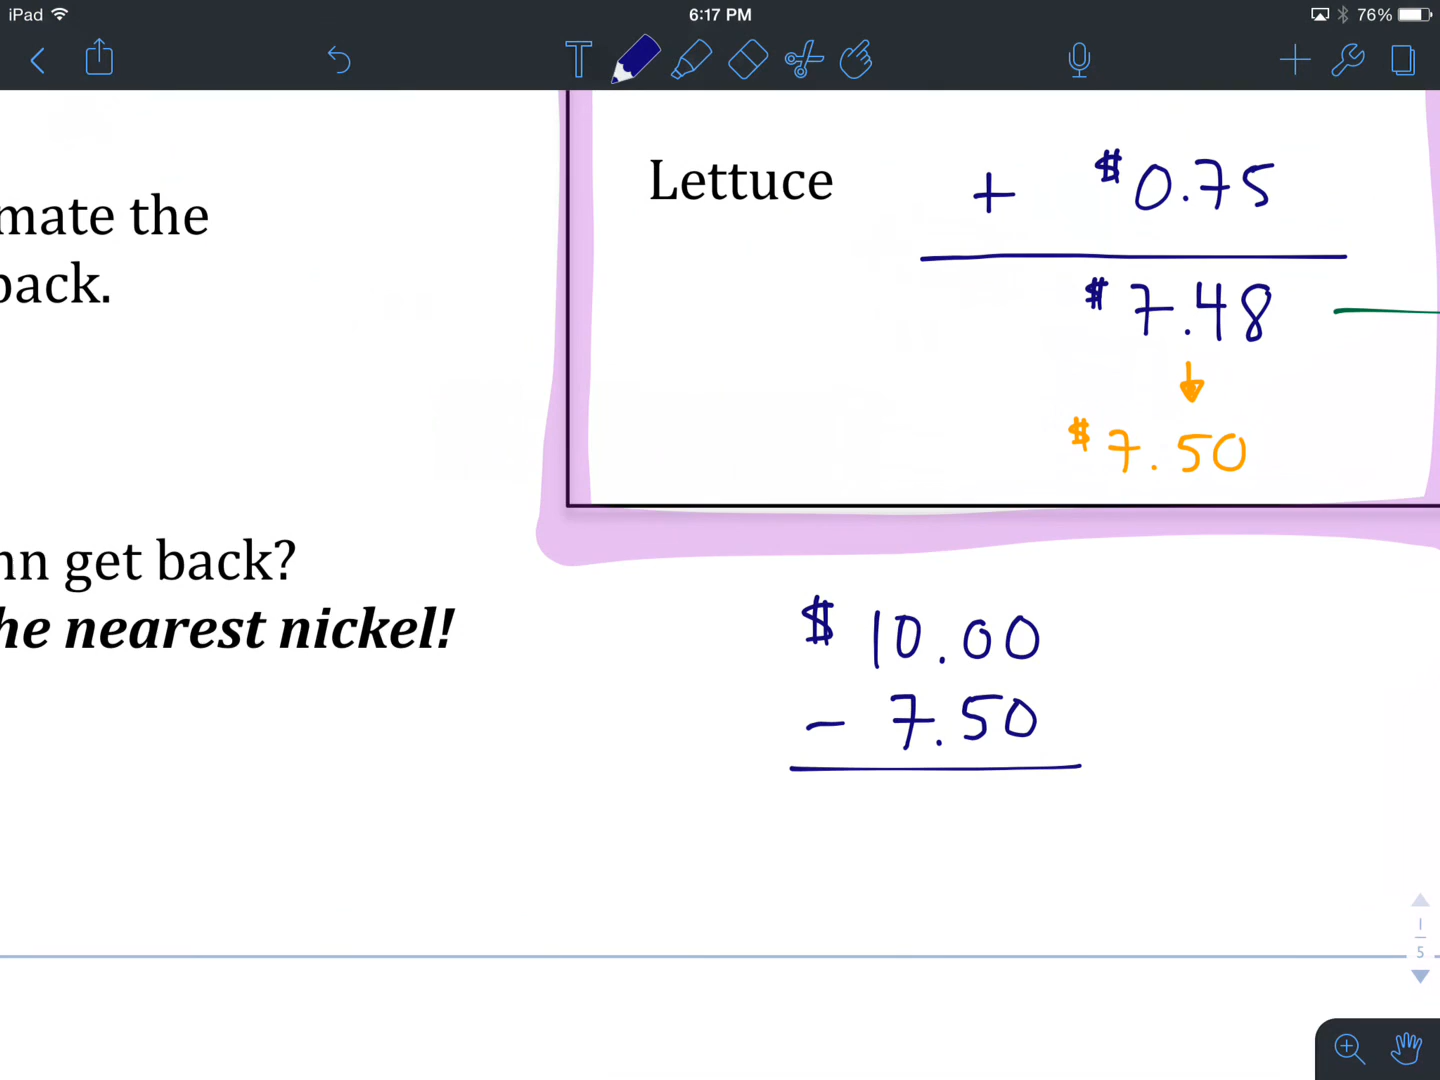 iPad
6:17 PM
76%
T
mate the
back.
Lettuce
+ $0.75
$7.48
$7.50
nn get back?
he nearest nickel!
$10.00
- 7.50
1
5